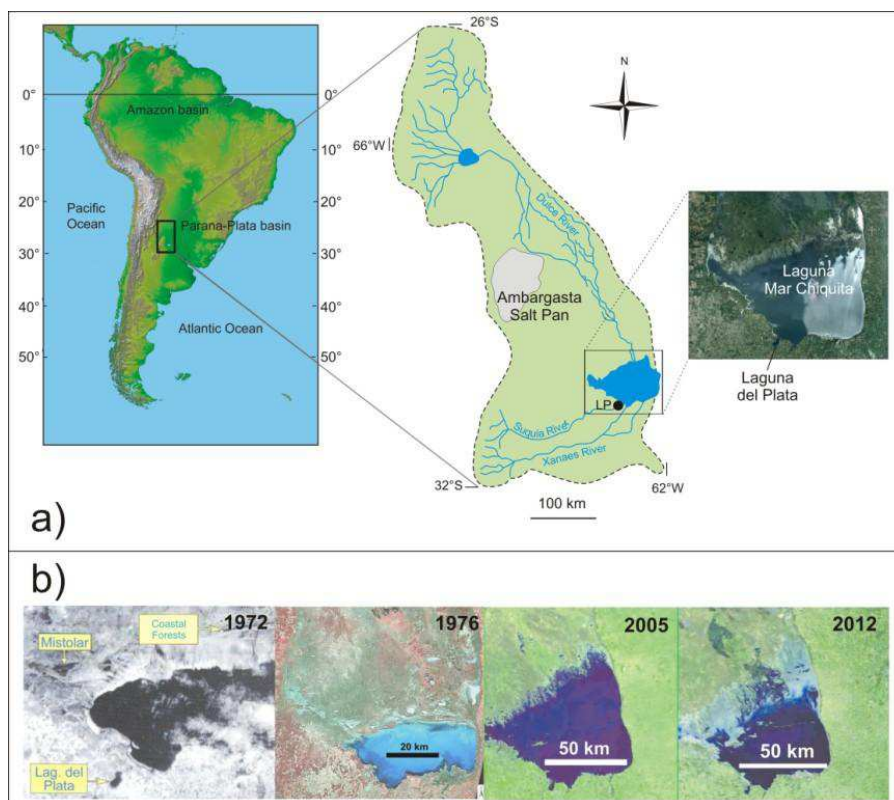 a)
0°
10°
20°
30°
40°
50°
Amazon basin
Pacific
Ocean
Parana-Plata basin
Atlantic Ocean
0°
10°
20°
30°
40°
50°
26°S
66°W
N
Dulce River
Ambargasta
Salt Pan
LP
Suquia River
Xanaes River
32°S
62°W
100 km
Laguna
Mar Chiquita
Laguna
del Plata
b)
1972
Coastal
Forests
Mistolar
Lag. del
Plata
1976
20 km
2005
50 km
2012
50 km